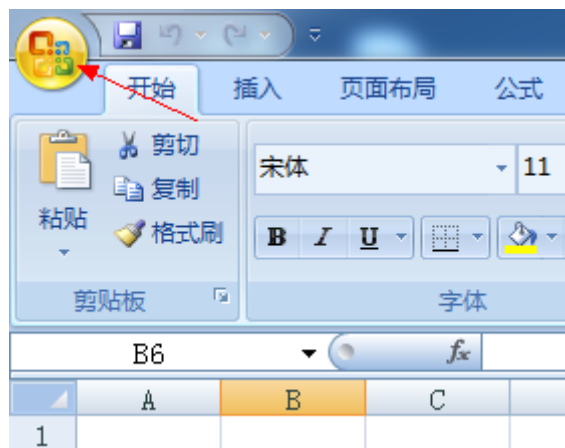 开始 插入 页面布局 公式
剪切
宋体 11
复制
粘贴
格式刷
B I U
剪贴板 字体
B6 fx
A B C
1